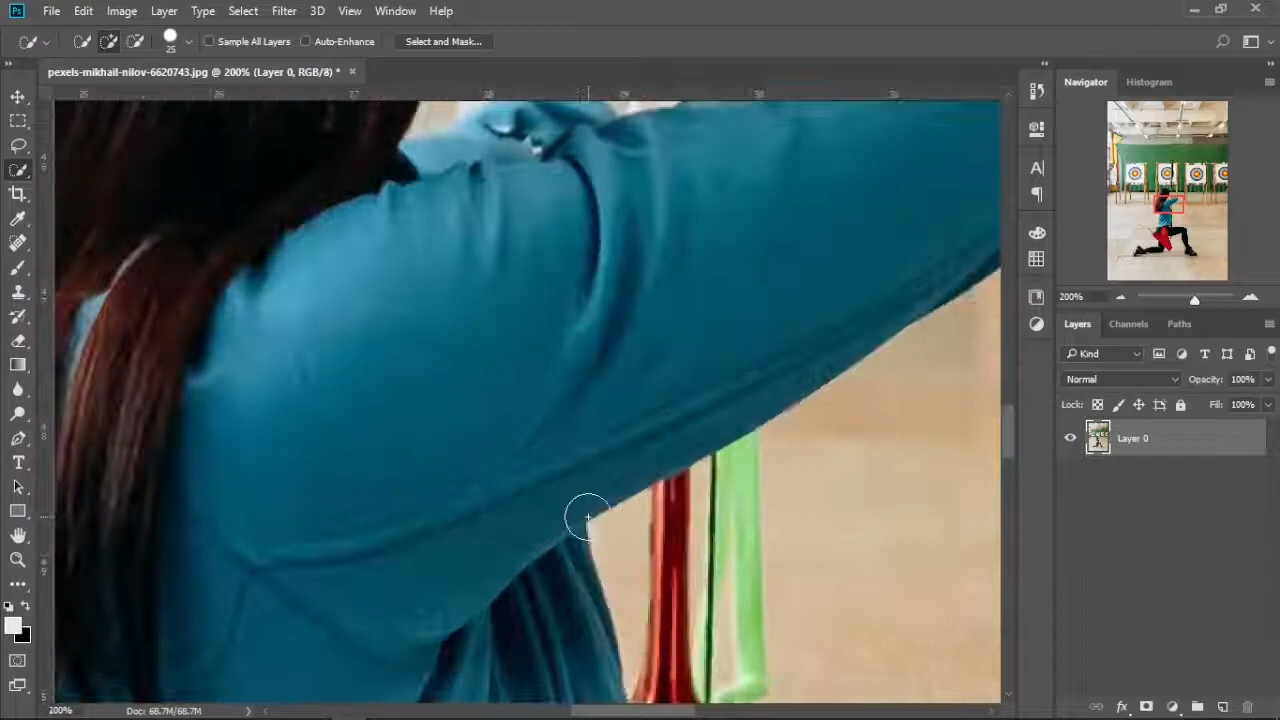 Ps File Edit Image Layer Type Select Filter 3D View Window Help
25 Sample All Layers Auto-Enhance Select and Mask...
pexels-mikhail-nilov-6620743.jpg @ 200% (Layer 0, RGB/8) *
Navigator Histogram
200%
Layers Channels Paths
Kind
Normal Opacity: 100%
Lock: Fill: 100%
Layer 0
200% Doc: 68.7M/68.7M